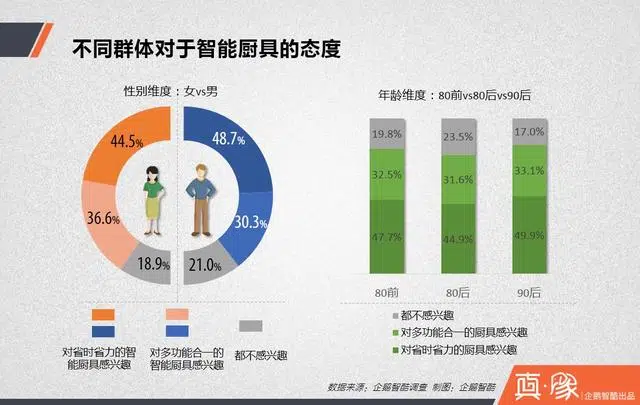 不同群体对于智能厨具的态度
性别维度：女vs男
44.5%
48.7%
36.6%
30.3%
18.9%
21.0%
对省时省力的智
能厨具感兴趣
对多功能合一的
智能厨具感兴趣
都不感兴趣
年龄维度：80前vs80后vs90后
19.8%
23.5%
17.0%
32.5%
31.6%
33.1%
47.7%
44.9%
49.9%
80前
80后
90后
都不感兴趣
对多功能合一的厨具感兴趣
对省时省力的厨具感兴趣
数据来源：企鹅智酷调查 制图：企鹅智酷
真·像
企鹅智酷出品